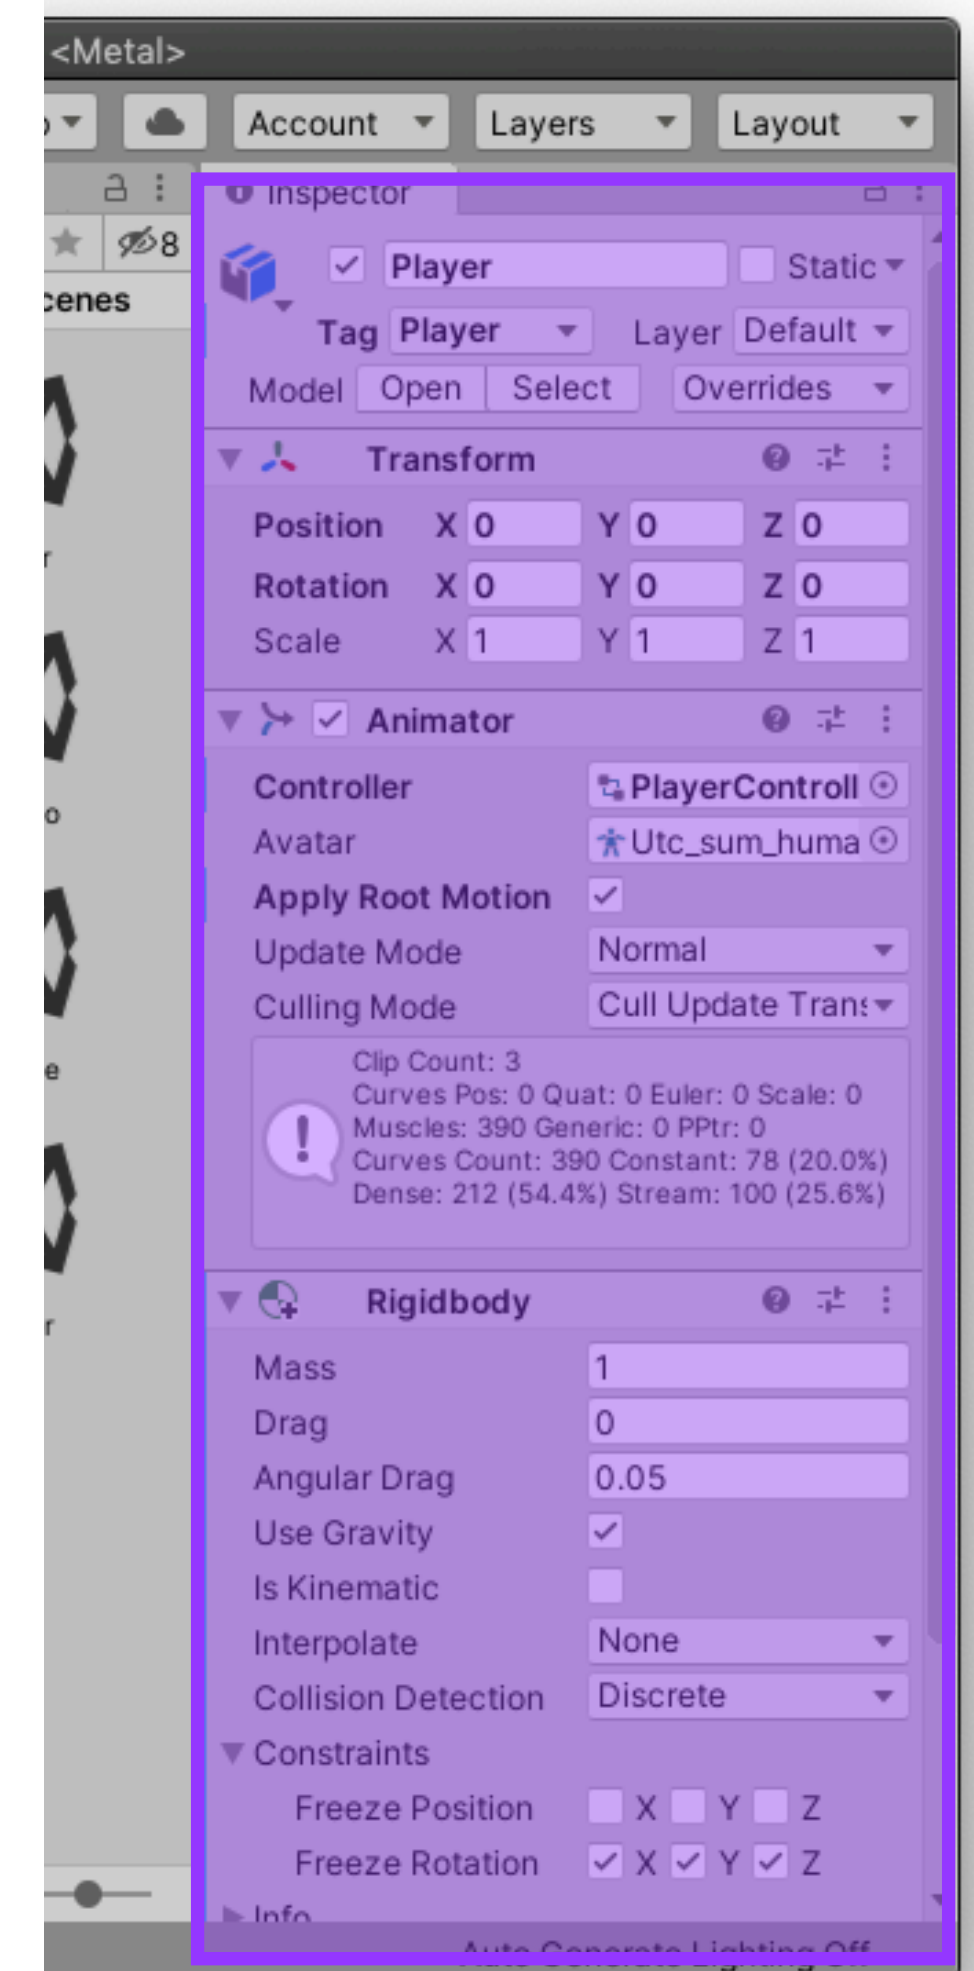 <Metal>
Account Layers Layout
Inspector
8
Player Static
cenes
Tag Player Layer Default
Model Open Select Overrides
Transform
Position X 0 Y 0 Z 0
r
Rotation X 0 Y 0 Z 0
Scale X 1 Y 1 Z 1
Animator
Controller PlayerControll
o
Avatar Utc_sum_huma
Apply Root Motion
Update Mode Normal
Culling Mode Cull Update Trans
e
Clip Count: 3
Curves Pos: 0 Quat: 0 Euler: 0 Scale: 0
Muscles: 390 Generic: 0 PPtr: 0
Curves Count: 390 Constant: 78 (20.0%)
Dense: 212 (54.4%) Stream: 100 (25.6%)
Rigidbody
r
Mass 1
Drag 0
Angular Drag 0.05
Use Gravity
Is Kinematic
Interpolate None
Collision Detection Discrete
Constraints
Freeze Position X Y Z
Freeze Rotation X Y Z
Info
Auto Generate Lighting Off